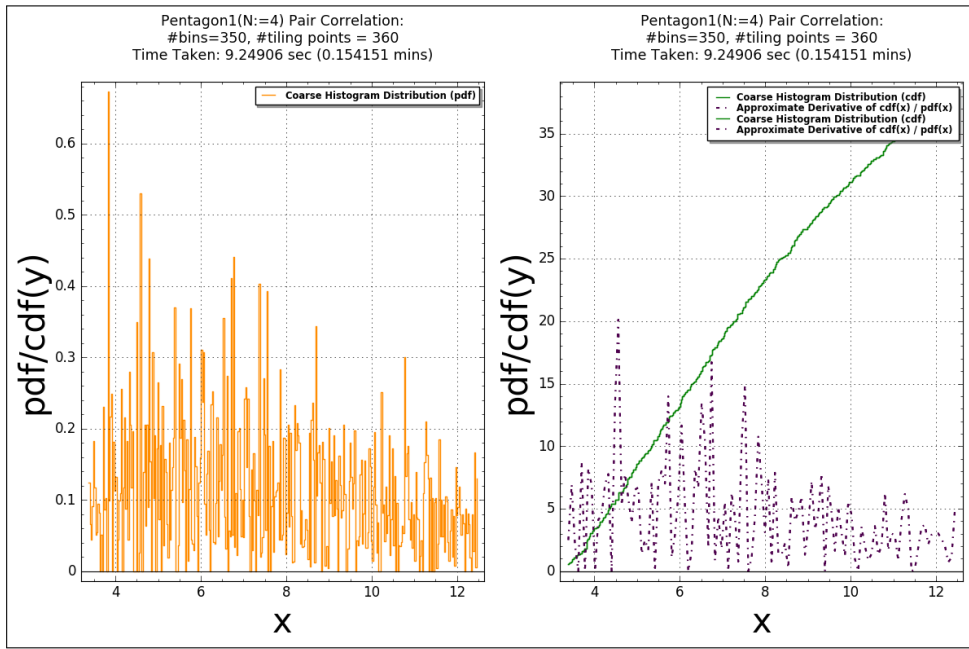 Pentagon1(N:=4) Pair Correlation:
#bins=350, #tiling points = 360
Time Taken: 9.24906 sec (0.154151 mins)
Coarse Histogram Distribution (pdf)
pdf/cdf(y)
0.6
0.5
0.4
0.3
0.2
0.1
0
4
6
8
10
12
x
Pentagon1(N:=4) Pair Correlation:
#bins=350, #tiling points = 360
Time Taken: 9.24906 sec (0.154151 mins)
Coarse Histogram Distribution (cdf)
Approximate Derivative of cdf(x) / pdf(x)
Coarse Histogram Distribution (cdf)
Approximate Derivative of cdf(x) / pdf(x)
pdf/cdf(y)
35
30
25
20
15
10
5
0
4
6
8
10
12
x